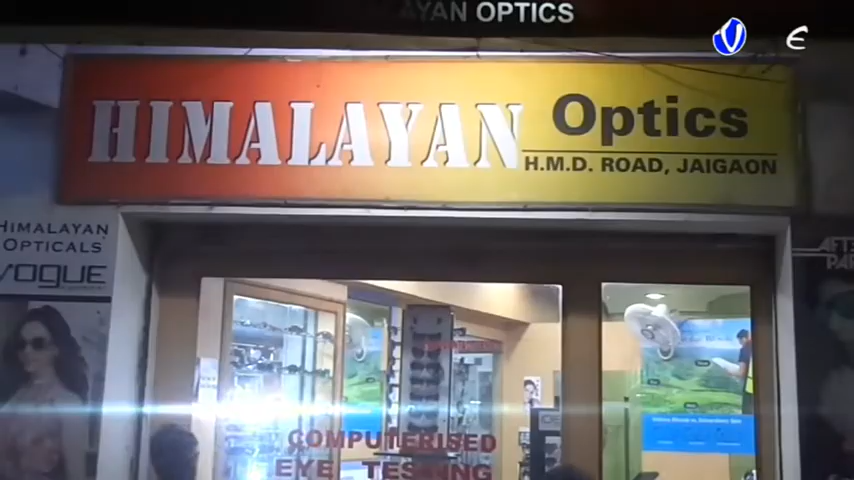 AYAN OPTICS
HIMALAYAN Optics
H.M.D. ROAD, JAIGAON
HIMALAYAN
OPTICALS
VOGUE
COMPUTERISED
EYE TESTING